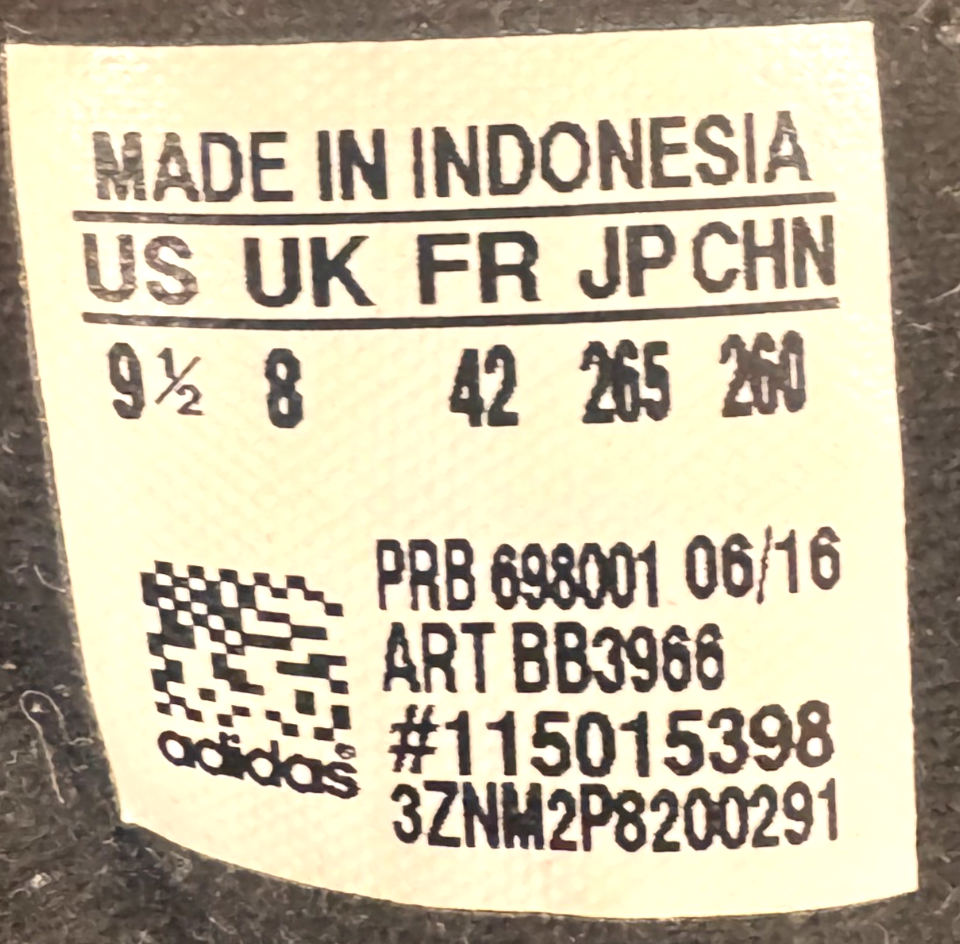 MADE IN INDONESIA
US UK FR JP CHN
9½ 8 42 265 260
PRB 698001 06/16
ART BB3966
#115015398
3ZNM2P8200291
adidas®